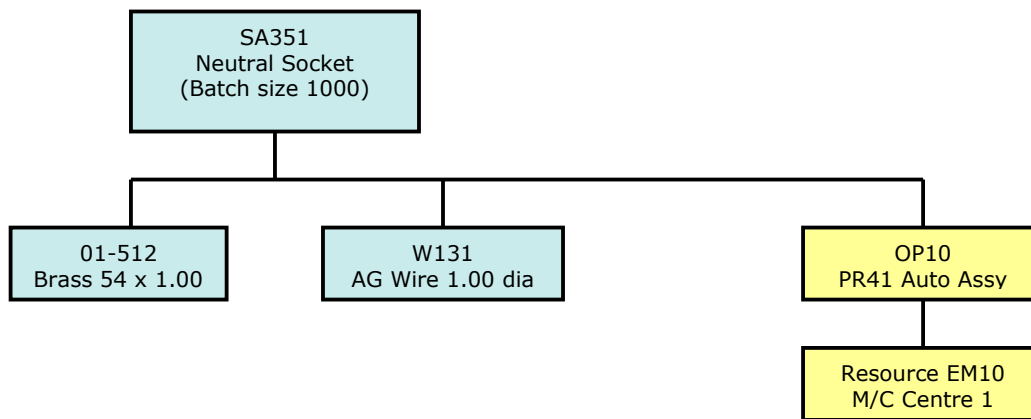 SA351
Neutral Socket
(Batch size 1000)
01-512
Brass 54 x 1.00
W131
AG Wire 1.00 dia
OP10
PR41 Auto Assy
Resource EM10
M/C Centre 1